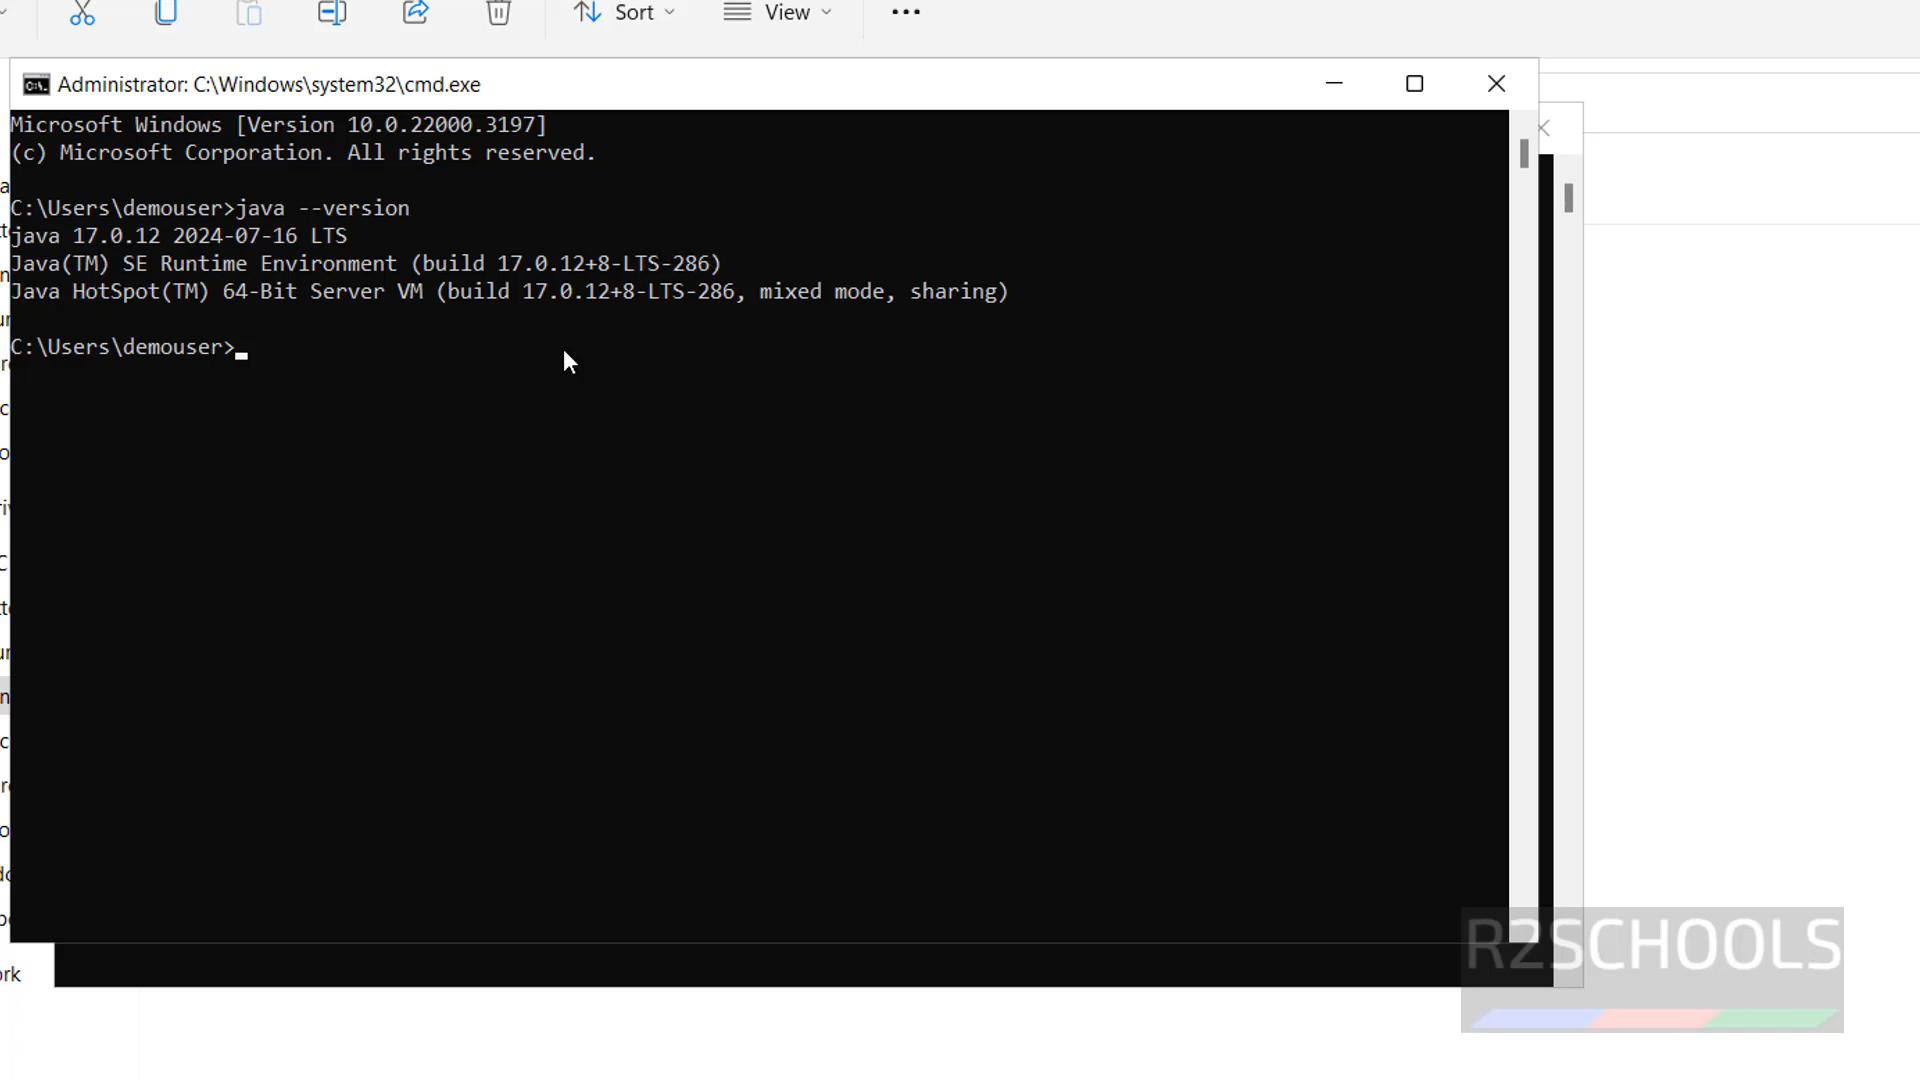 Sort
View
Administrator: C:\Windows\system32\cmd.exe
Microsoft Windows [Version 10.0.22000.3197]
(c) Microsoft Corporation. All rights reserved.
C:\Users\demouser>java --version
java 17.0.12 2024-07-16 LTS
Java(TM) SE Runtime Environment (build 17.0.12+8-LTS-286)
Java HotSpot(TM) 64-Bit Server VM (build 17.0.12+8-LTS-286, mixed mode, sharing)
C:\Users\demouser>
R2SCHOOLS